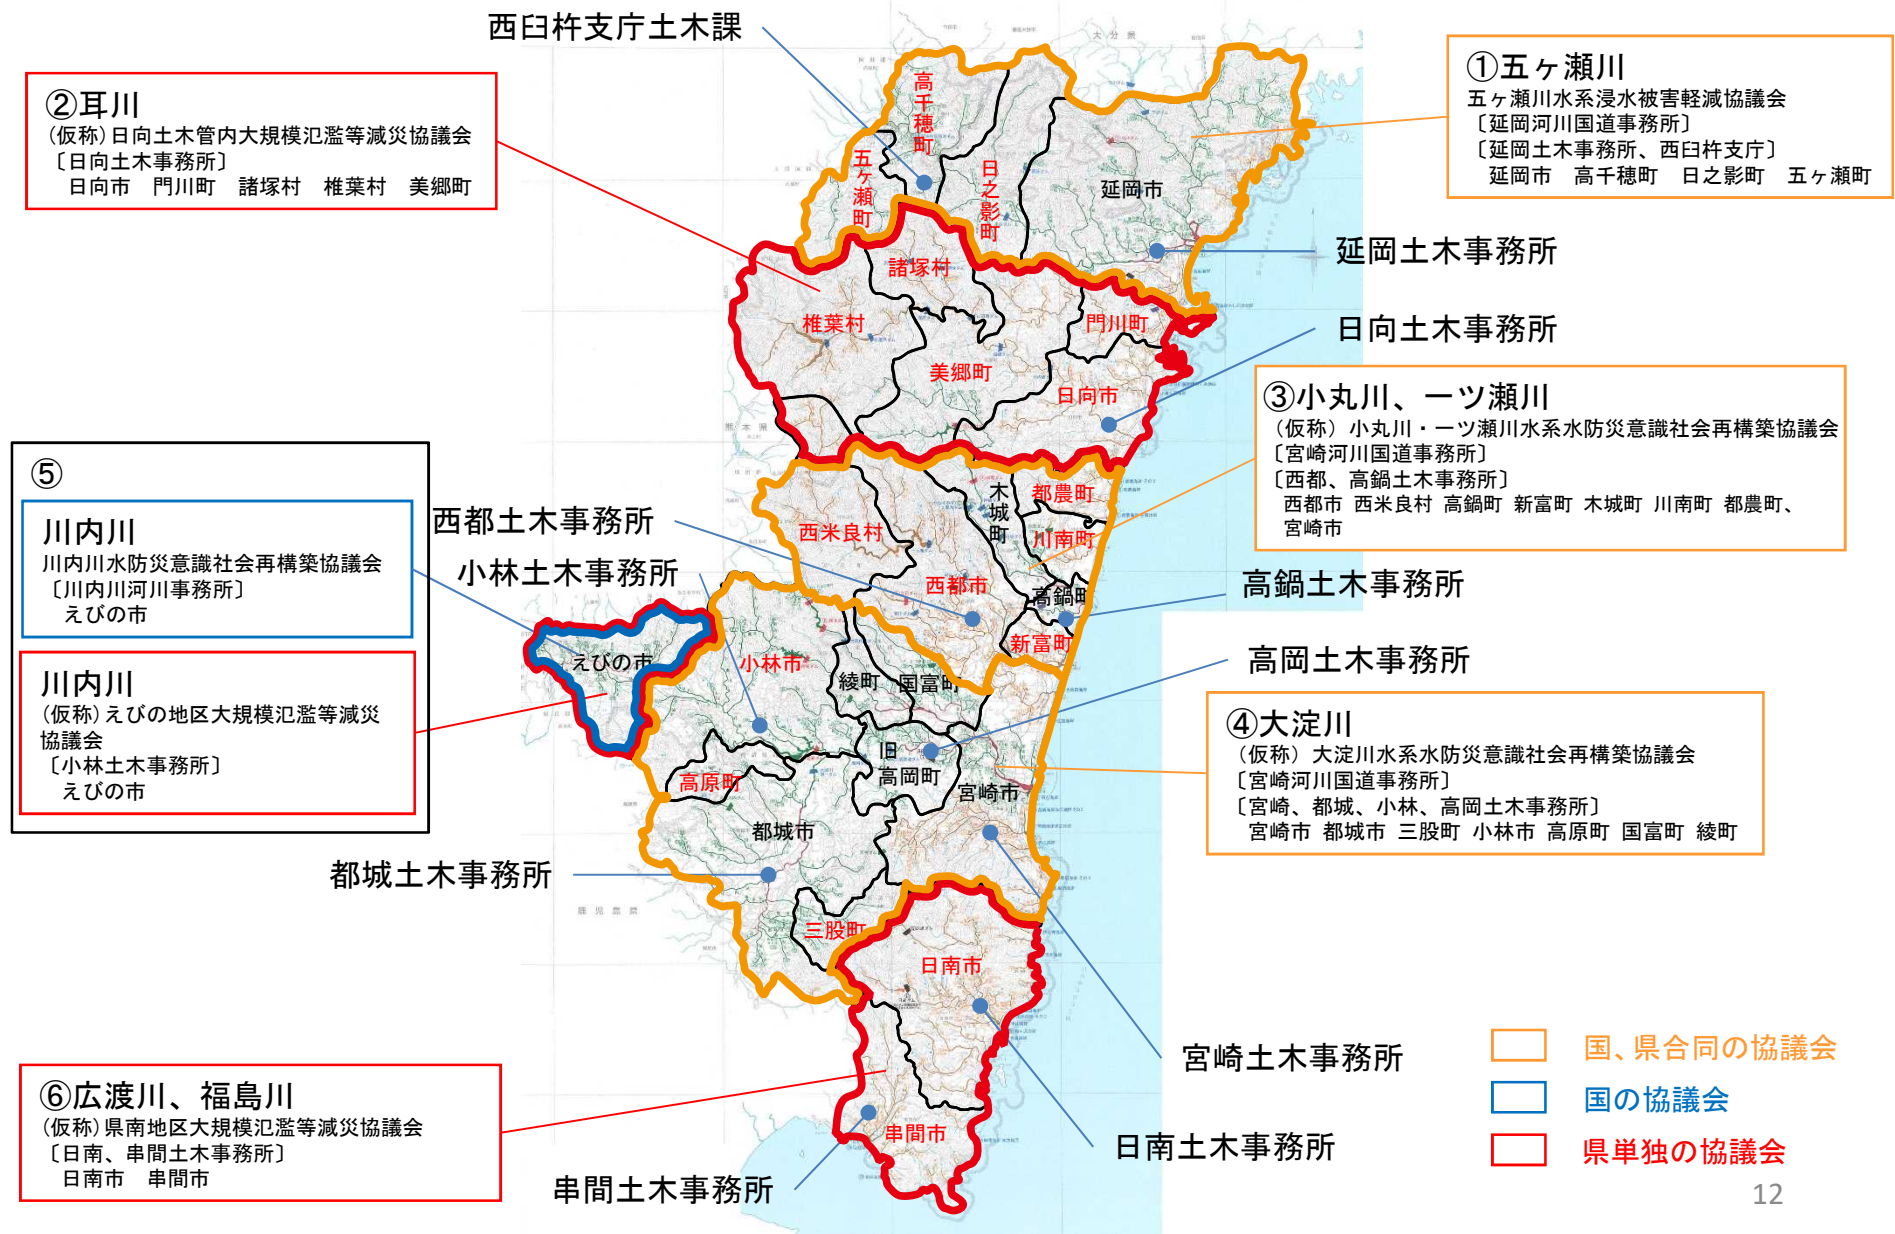 西臼杵支庁土木課
②耳川
(仮称)日向土木管内大規模氾濫等減災協議会
〔日向土木事務所〕
日向市 門川町 諸塚村 椎葉村 美郷町
①五ヶ瀬川
五ヶ瀬川水系浸水被害軽減協議会
〔延岡河川国道事務所〕
〔延岡土木事務所、西臼杵支庁〕
延岡市 高千穂町 日之影町 五ヶ瀬町
高千穂町
五ヶ瀬町
日之影町
延岡市
大分県
延岡土木事務所
諸塚村
椎葉村
門川町
美郷町
日向市
日向土木事務所
熊本県
③小丸川、一ツ瀬川
(仮称) 小丸川・一ツ瀬川水系水防災意識社会再構築協議会
〔宮崎河川国道事務所〕
〔西都、高鍋土木事務所〕
西都市 西米良村 高鍋町 新富町 木城町 川南町 都農町、
宮崎市
⑤
川内川
川内川水防災意識社会再構築協議会
〔川内川河川事務所〕
えびの市
川内川
(仮称)えびの地区大規模氾濫等減災
協議会
〔小林土木事務所〕
えびの市
西都土木事務所
小林土木事務所
木城町
都農町
西米良村
川南町
西都市
高鍋町
新富町
高鍋土木事務所
えびの市
小林市
綾町
国富町
高岡土木事務所
旧
高岡町
高原町
宮崎市
都城市
④大淀川
(仮称) 大淀川水系水防災意識社会再構築協議会
〔宮崎河川国道事務所〕
〔宮崎、都城、小林、高岡土木事務所〕
宮崎市 都城市 三股町 小林市 高原町 国富町 綾町
都城土木事務所
鹿児島県
三股町
日南市
宮崎土木事務所
⑥広渡川、福島川
(仮称)県南地区大規模氾濫等減災協議会
〔日南、串間土木事務所〕
日南市 串間市
串間市
日南土木事務所
串間土木事務所
国、県合同の協議会
国の協議会
県単独の協議会
12